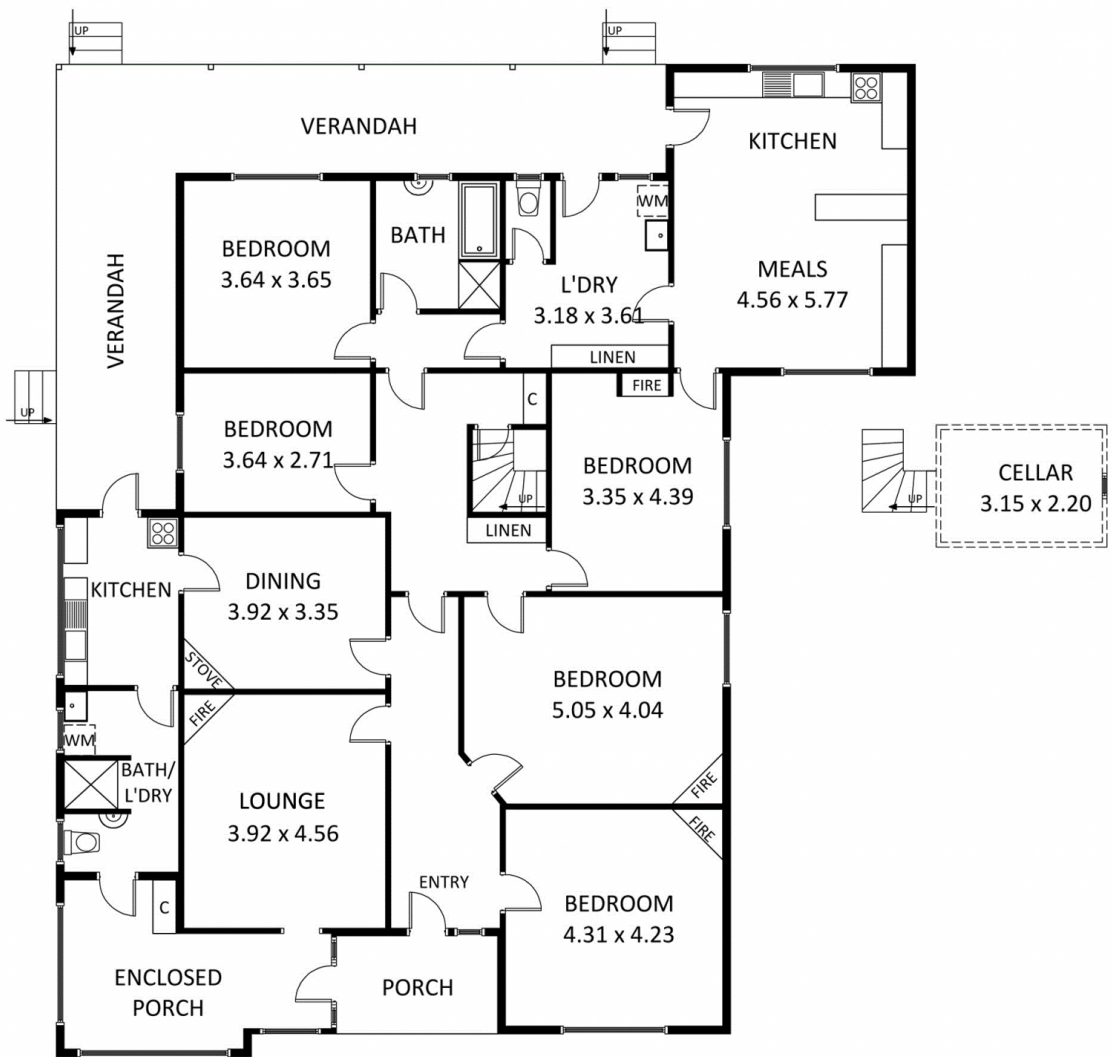 UP
UP
VERANDAH
KITCHEN
WM
BATH
BEDROOM
3.64 x 3.65
L'DRY
3.18 x 3.61
MEALS
4.56 x 5.77
VERANDAH
LINEN
FIRE
C
UP
BEDROOM
3.64 x 2.71
BEDROOM
3.35 x 4.39
CELLAR
3.15 x 2.20
UP
UP
LINEN
KITCHEN
DINING
3.92 x 3.35
STOVE
FIRE
BEDROOM
5.05 x 4.04
WM
BATH/
L'DRY
FIRE
LOUNGE
3.92 x 4.56
FIRE
ENTRY
C
BEDROOM
4.31 x 4.23
ENCLOSED
PORCH
PORCH